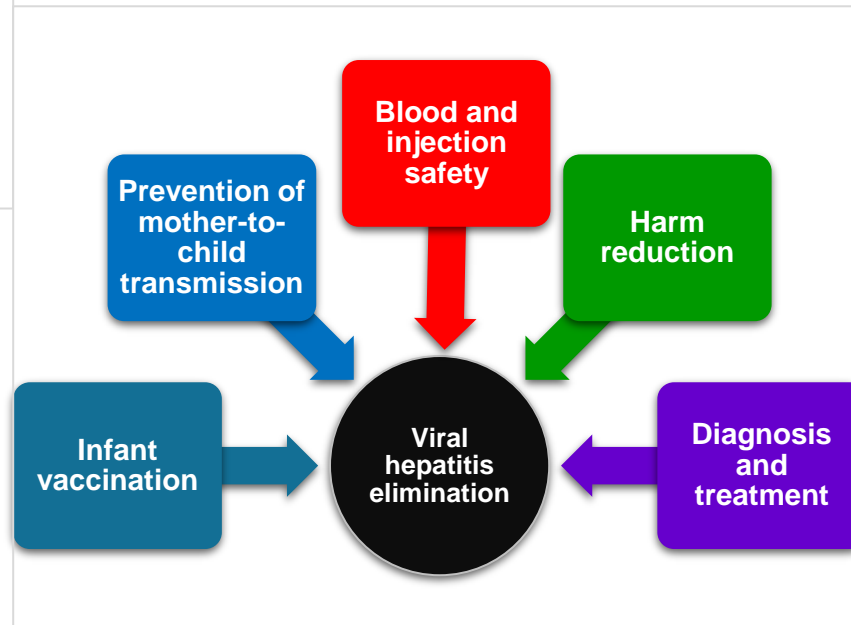 Blood and
injection
safety
Prevention of
mother-to-
child
transmission
Harm
reduction
Infant
vaccination
Viral
hepatitis
elimination
Diagnosis
and
treatment